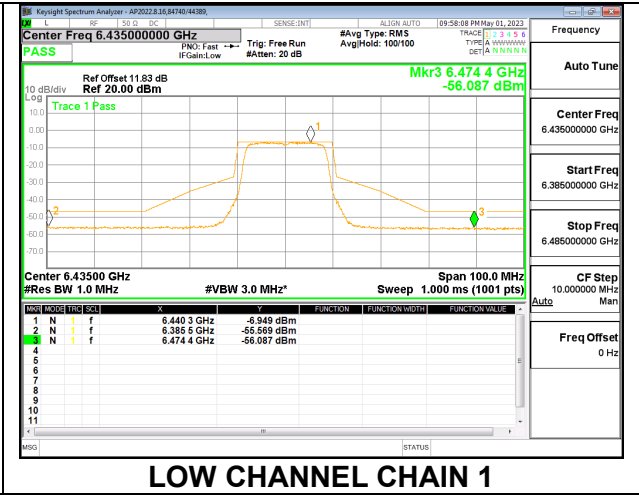 Keysight Spectrum Analyzer - AP2022.8.16,84740/44389,
L RF 50 Ω DC SENSE:INT ALIGN AUTO 09:58:08 PM May 01, 2023
Center Freq 6.435000000 GHz
PASS
PNO: Fast
IFGain:Low
Trig: Free Run
#Atten: 20 dB
#Avg Type: RMS
Avg|Hold: 100/100
TRACE 1 2 3 4 5 6
TYPE A WWWWW
DET A NNNNN
Frequency
Ref Offset 11.83 dB
10 dB/div Ref 20.00 dBm
Mkr3 6.474 4 GHz
-56.087 dBm
Log
Trace 1 Pass
10.0
0.00
-10.0
-20.0
-30.0
-40.0
-50.0
-60.0
-70.0
1
2
3
Center 6.43500 GHz Span 100.0 MHz
#Res BW 1.0 MHz #VBW 3.0 MHz* Sweep 1.000 ms (1001 pts)
MKR MODE TRC SCL X Y FUNCTION FUNCTION WIDTH FUNCTION VALUE
1 N 1 f 6.440 3 GHz -6.949 dBm
2 N 1 f 6.385 5 GHz -55.569 dBm
3 N 1 f 6.474 4 GHz -56.087 dBm
4
5
6
7
8
9
10
11
MSG STATUS
Auto Tune
Center Freq
6.435000000 GHz
Start Freq
6.385000000 GHz
Stop Freq
6.485000000 GHz
CF Step
10.000000 MHz
Auto Man
Freq Offset
0 Hz
LOW CHANNEL CHAIN 1